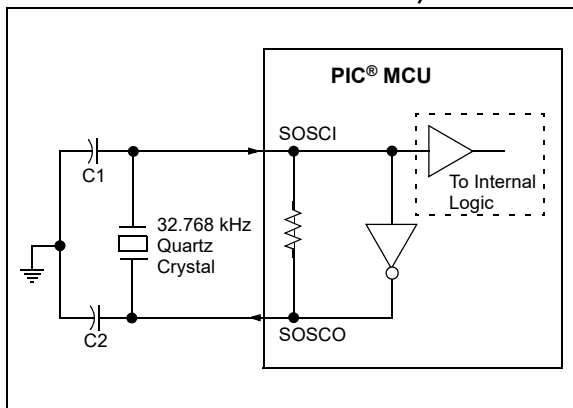 PIC® MCU
SOSCI
C1
To Internal
Logic
32.768 kHz
Quartz
Crystal
SOSCO
C2